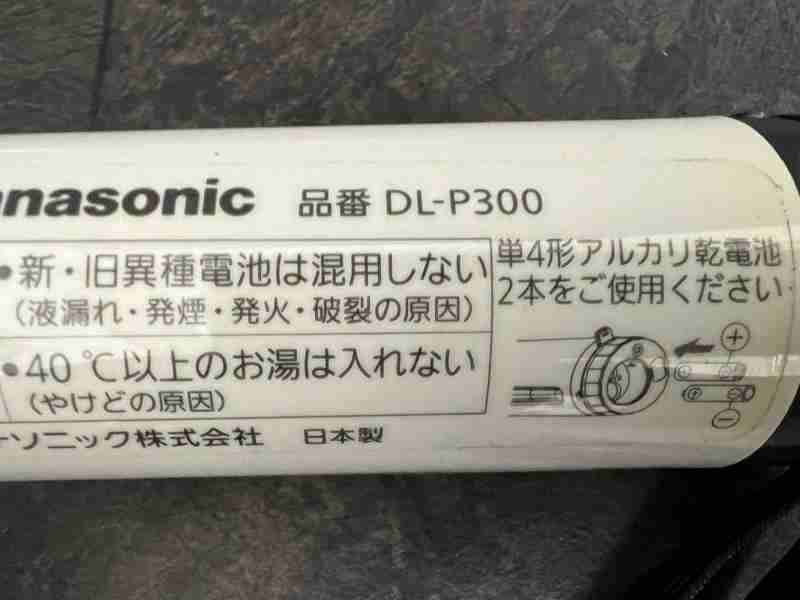 anasonic 品番 DL-P300
•新・旧異種電池は混用しない
(液漏れ・発煙・発火・破裂の原因)
•40℃以上のお湯は入れない
(やけどの原因)
単4形アルカリ乾電池
2本をご使用ください
+
−
ーソニック株式会社 日本製